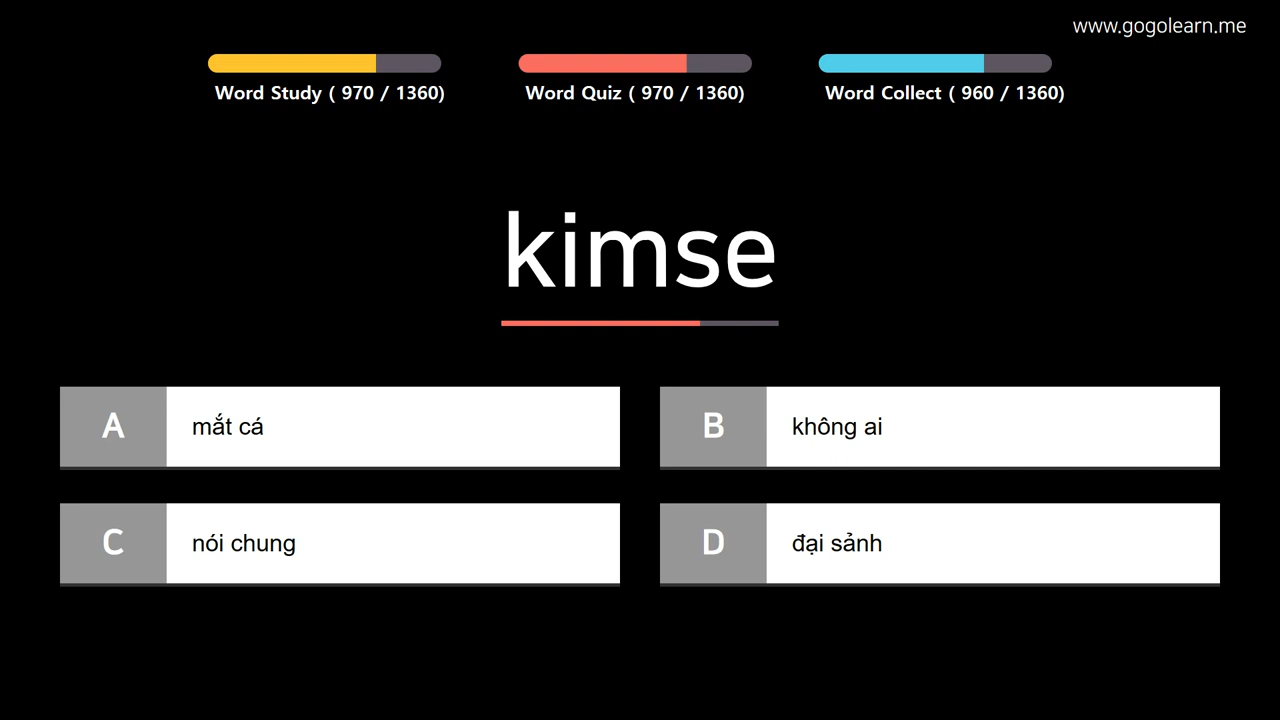 www.gogolearn.me
Word Study ( 970 / 1360)
Word Quiz ( 970 / 1360)
Word Collect ( 960 / 1360)
kimse
A mắt cá
B không ai
C nói chung
D đại sảnh